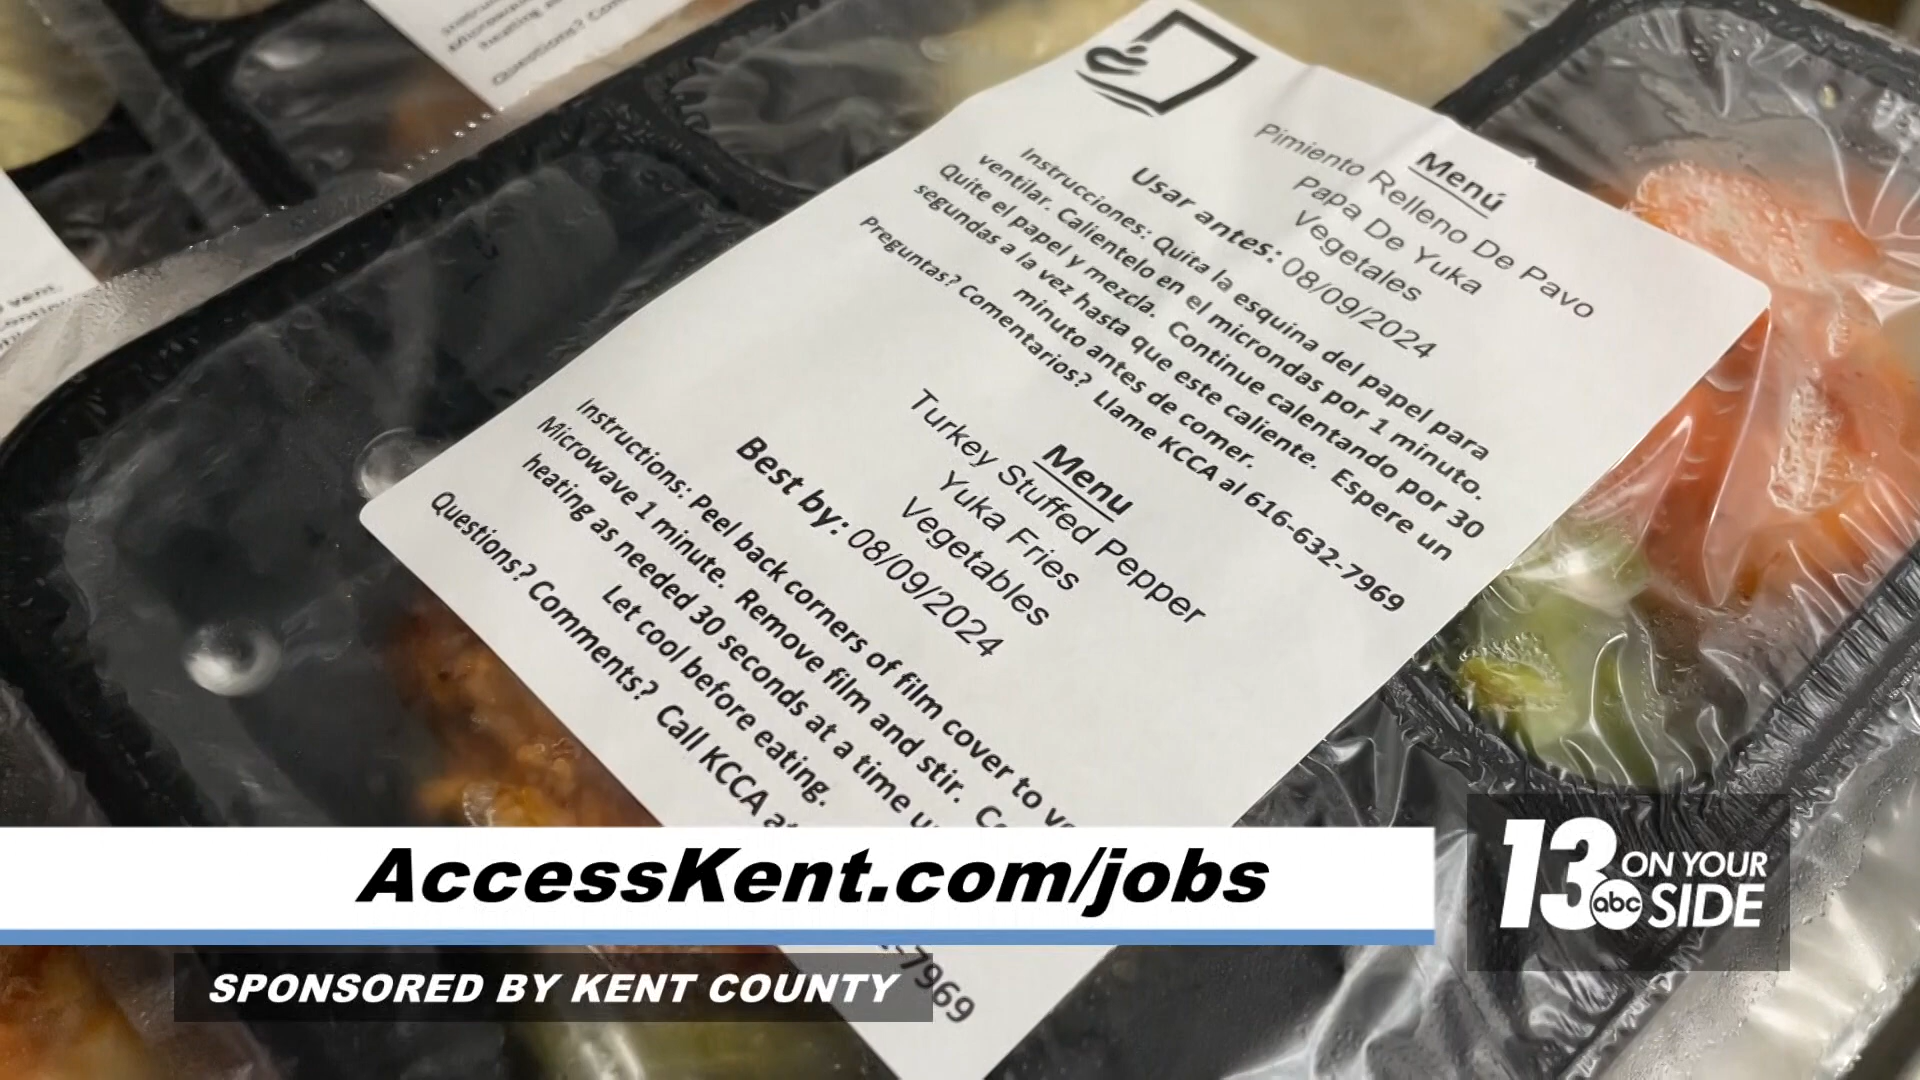 Menú
Pimiento Relleno De Pavo
Papa De Yuka
Vegetales
Usar antes: 08/09/2024
Instrucciones: Quita la esquina del papel para
ventilar. Calientelo en el microndas por 1 minuto.
Quite el papel y mezcla. Continue calentando por 30
segundas a la vez hasta que este caliente. Espere un
minuto antes de comer.
Preguntas? Comentarios? Llame KCCA al 616-632-7969
Menu
Turkey Stuffed Pepper
Yuka Fries
Vegetables
Best by: 08/09/2024
Instructions: Peel back corners of film cover to
Microwave 1 minute. Remove film and stir.
heating as needed 30 seconds at a time
Let cool before eating.
Questions? Comments? Call KCCA
-7969
AccessKent.com/jobs
SPONSORED BY KENT COUNTY
13 abc ON YOUR
SIDE